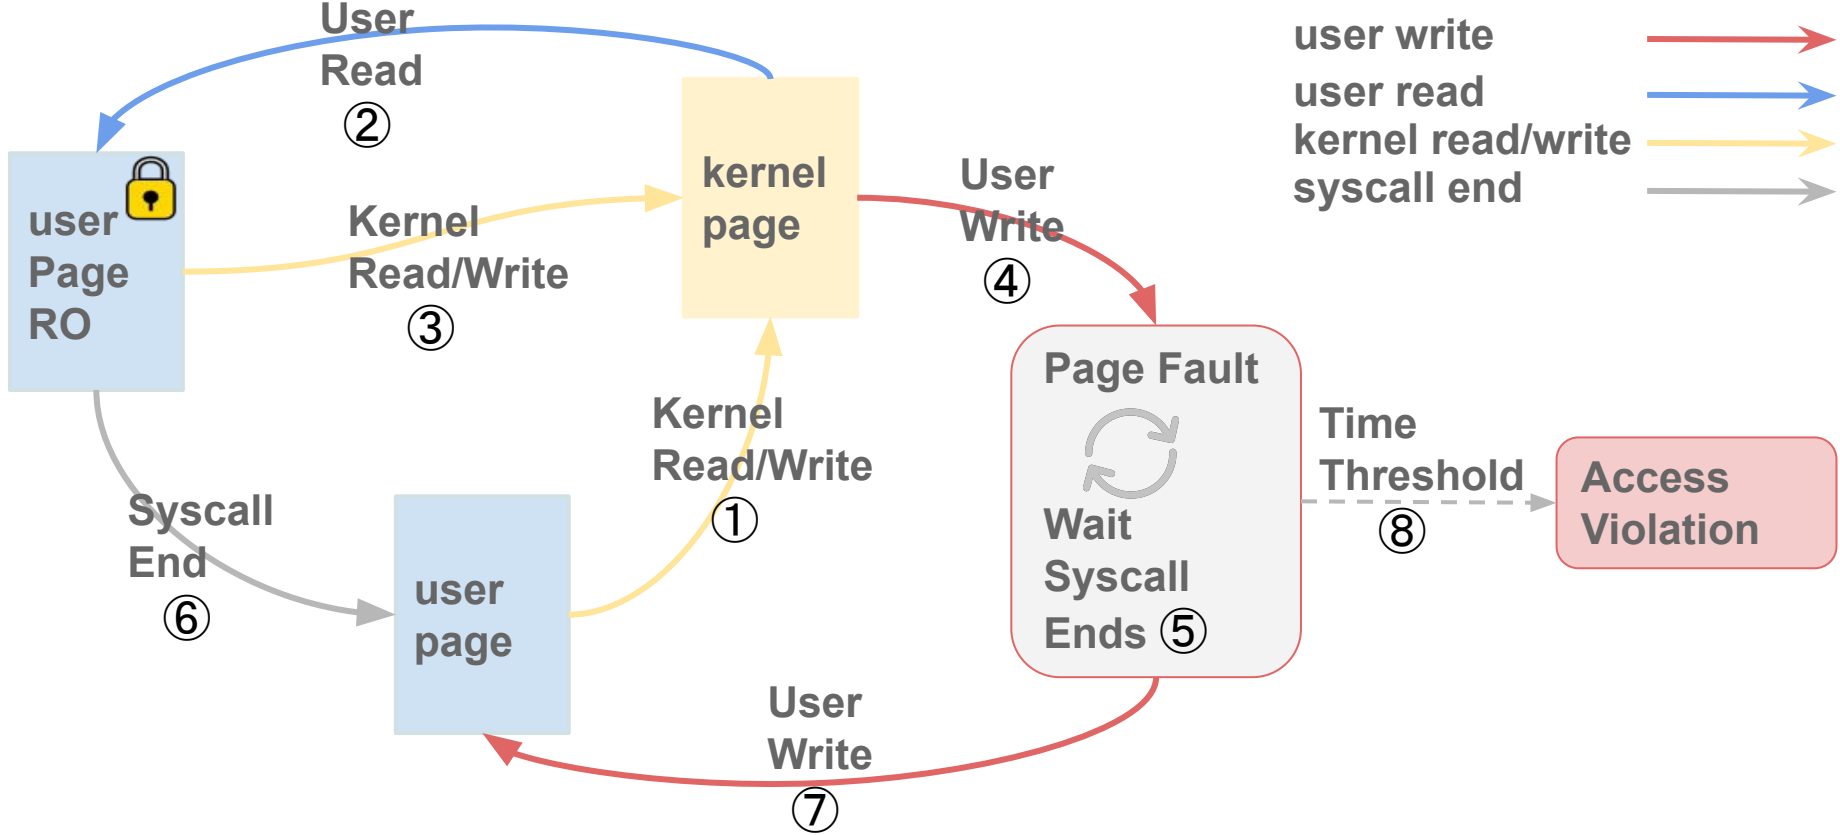 User
Read
②
user
Page
RO
Kernel
Read/Write
③
kernel
page
User
Write
④
user write
user read
kernel read/write
syscall end
Kernel
Read/Write
①
Syscall
End
⑥
user
page
Page Fault
Wait
Syscall
Ends ⑤
Time
Threshold
⑧
Access
Violation
User
Write
⑦